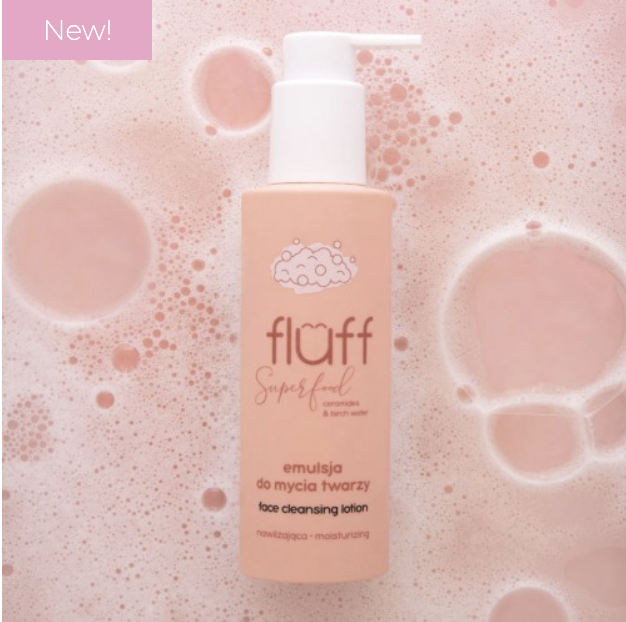 New!
fluff
Superfood
ceramides
& birch water
emulsja
do mycia twarzy
face cleansing lotion
nawilżająca • moisturizing